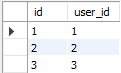 id user_id
1 1
2 2
3 3